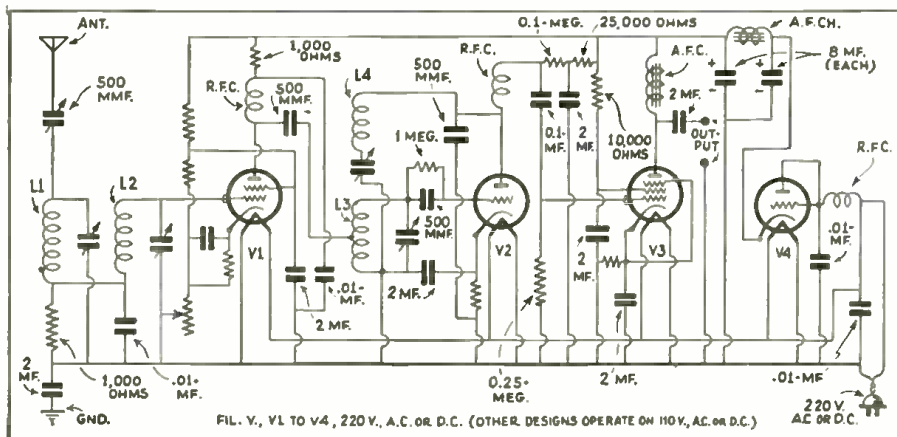 ANT.
500
MMF.
L1
L2
2
MF.
1,000
OHMS
.01-
MF.
GND.
1,000
OHMS
R.F.C.
500
MMF.
V1
2 MF.
.01-
MF.
L4
L3
500
MMF.
1 MEG.
500
MMF.
2 MF.
R.F.C.
V2
0.1-MEG.
25,000 OHMS
0.1-
MF.
2
MF.
0.25-
MEG.
10,000
OHMS
2
MF.
2 MF.
A.F.C.
2 MF.
OUT-
PUT
V3
A.F.CH.
8 MF.
(EACH)
+
-
+
-
V4
R.F.C.
.01-
MF.
.01-MF
220 V.
A.C. OR D.C.
FIL. V., V1 TO V4, 220 V., A.C. OR D.C. (OTHER DESIGNS OPERATE ON 110 V., A.C. OR D.C.)